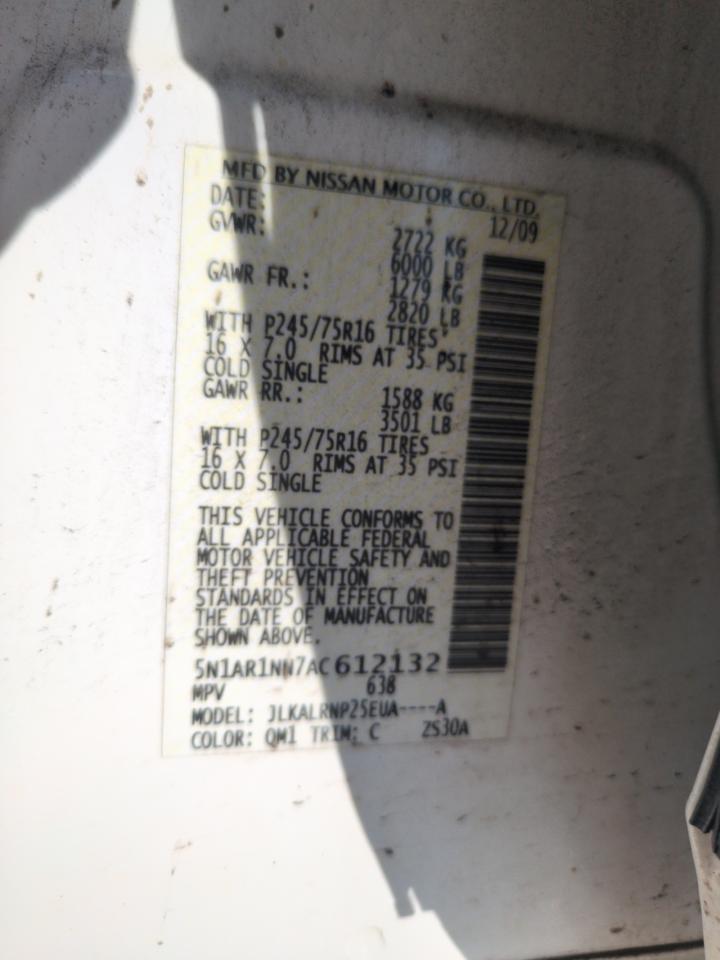 MFD BY NISSAN MOTOR CO., LTD.
DATE: 12/09
GVWR: 2722 KG
6000 LB
GAWR FR.: 1279 KG
2820 LB
WITH P245/75R16 TIRES
16 X 7.0 RIMS AT 35 PSI
COLD SINGLE
GAWR RR.: 1588 KG
3501 LB
WITH P245/75R16 TIRES
16 X 7.0 RIMS AT 35 PSI
COLD SINGLE
THIS VEHICLE CONFORMS TO
ALL APPLICABLE FEDERAL
MOTOR VEHICLE SAFETY AND
THEFT PREVENTION
STANDARDS IN EFFECT ON
THE DATE OF MANUFACTURE
SHOWN ABOVE.
5N1AR1NN7AC612132
MPV 638
MODEL: JLKALRNP25EUA----A
COLOR: QM1 TRIM: C ZS30A